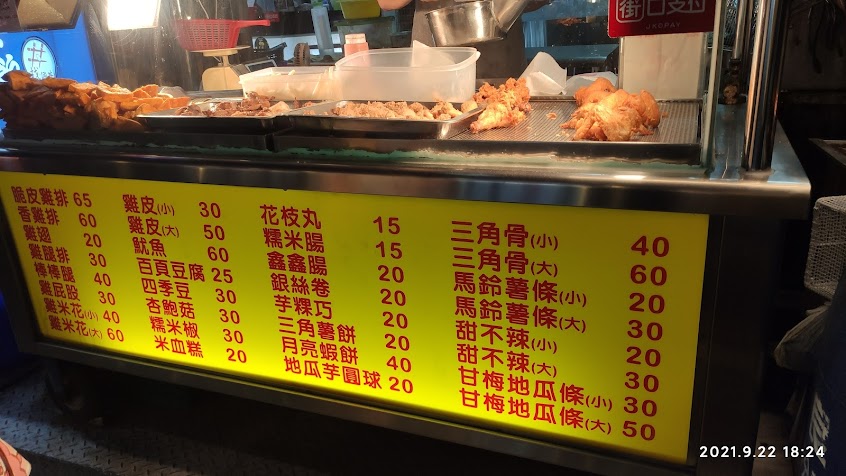 街口支付
JKOPAY
脆皮雞排 65
香雞排 60
雞翅 20
雞腿排 30
棒棒腿 40
雞屁股 30
雞米花(小) 40
雞米花(大) 60
雞皮(小) 30
雞皮(大) 50
魷魚 60
百頁豆腐 25
四季豆 30
杏鮑菇 30
糯米椒 30
米血糕 20
花枝丸 15
糯米腸 15
鑫鑫腸 20
銀絲卷 20
芋粿巧 20
三角薯餅 20
月亮蝦餅 40
地瓜芋圓球 20
三角骨(小) 40
三角骨(大) 60
馬鈴薯條(小) 20
馬鈴薯條(大) 30
甜不辣(小) 20
甜不辣(大) 30
甘梅地瓜條(小) 30
甘梅地瓜條(大) 50
2021.9.22 18:24